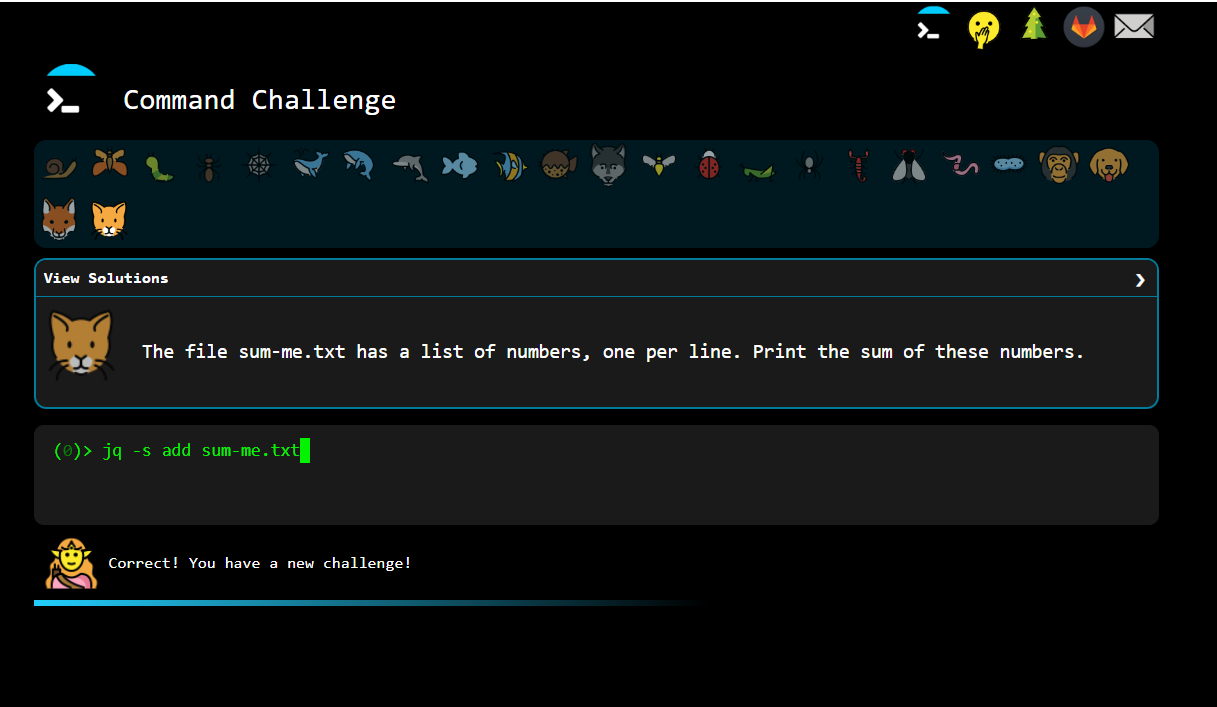 Command Challenge
View Solutions ❯
The file sum-me.txt has a list of numbers, one per line. Print the sum of these numbers.
(0)> jq -s add sum-me.txt
Correct! You have a new challenge!